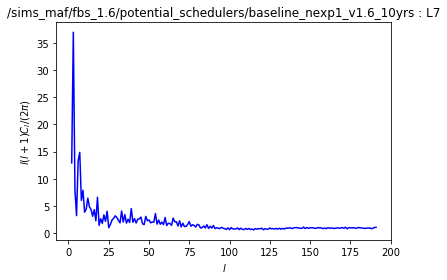 /sims_maf/fbs_1.6/potential_schedulers/baseline_nexp1_v1.6_10yrs : L7
35
30
25
20
15
10
5
0
l(l + 1)Cₗ/(2π)
0 25 50 75 100 125 150 175 200
l